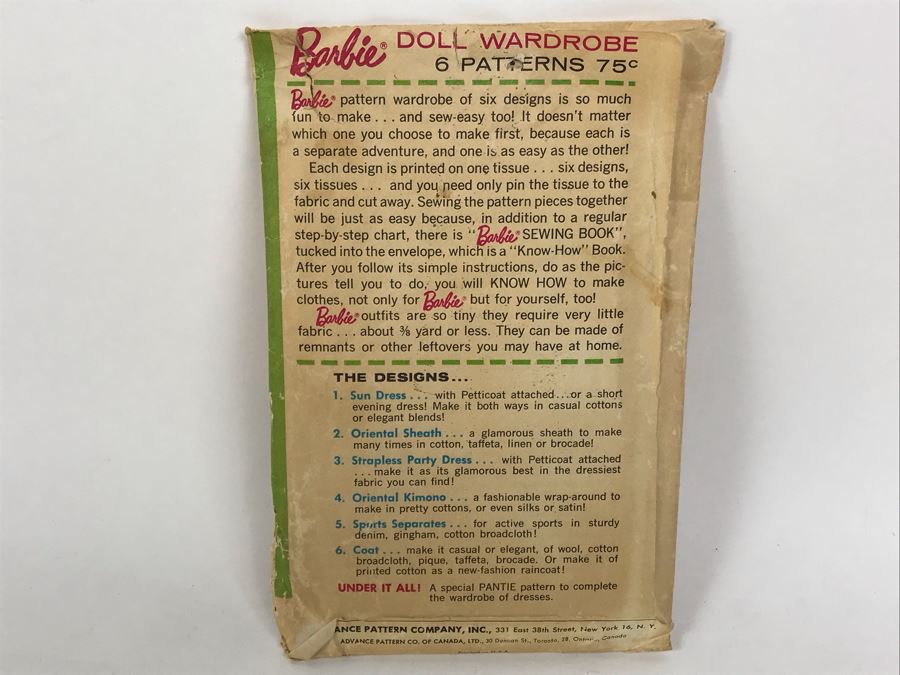 Barbie® DOLL WARDROBE
6 PATTERNS 75c
Barbie® pattern wardrobe of six designs is so much
fun to make . . . and sew-easy too! It doesn't matter
which one you choose to make first, because each is
a separate adventure, and one is as easy as the other!
Each design is printed on one tissue . . . six designs,
six tissues . . . and you need only pin the tissue to the
fabric and cut away. Sewing the pattern pieces together
will be just as easy because, in addition to a regular
step-by-step chart, there is "Barbie® SEWING BOOK",
tucked into the envelope, which is a "Know-How" Book.
After you follow its simple instructions, do as the pic-
tures tell you to do, you will KNOW HOW to make
clothes, not only for Barbie® but for yourself, too!
Barbie® outfits are so tiny they require very little
fabric . . . about ⅜ yard or less. They can be made of
remnants or other leftovers you may have at home.
THE DESIGNS...
1. Sun Dress . . . with Petticoat attached...or a short
evening dress! Make it both ways in casual cottons
or elegant blends!
2. Oriental Sheath . . . a glamorous sheath to make
many times in cotton, taffeta, linen or brocade!
3. Strapless Party Dress . . . with Petticoat attached
. . . make it as its glamorous best in the dressiest
fabric you can find!
4. Oriental Kimono . . . a fashionable wrap-around to
make in pretty cottons, or even silks or satin!
5. Sports Separates . . . for active sports in sturdy
denim, gingham, cotton broadcloth!
6. Coat . . . make it casual or elegant, of wool, cotton
broadcloth, pique, taffeta, brocade. Or make it of
printed cotton as a new-fashion raincoat!
UNDER IT ALL! A special PANTIE pattern to complete
the wardrobe of dresses.
ANCE PATTERN COMPANY, INC., 331 East 38th Street, New York 16, N. Y.
ADVANCE PATTERN CO. OF CANADA, LTD., 30 St., Toronto, 28, Canada